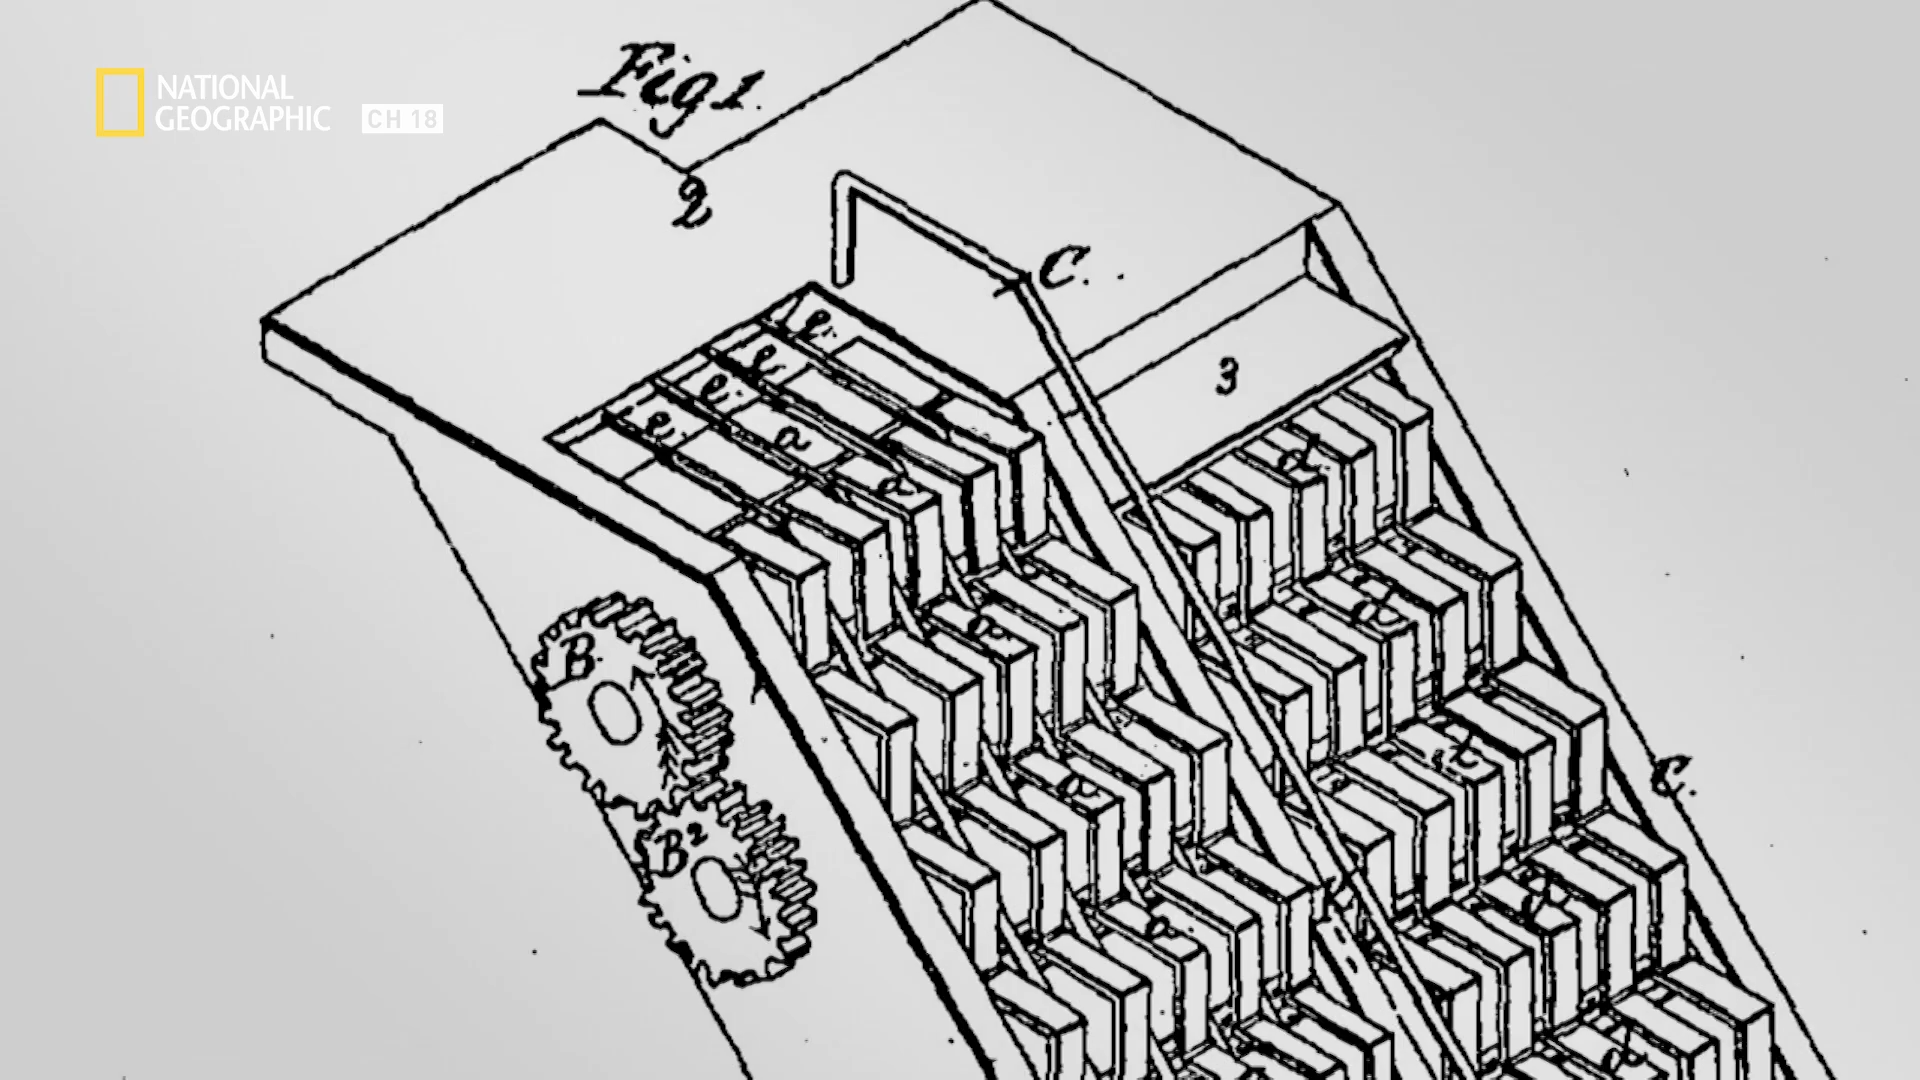 NATIONAL
GEOGRAPHIC
CH 18
Fig 1.
2
C.
e
e
e
e
a
a
3
d
B.
B²
C.